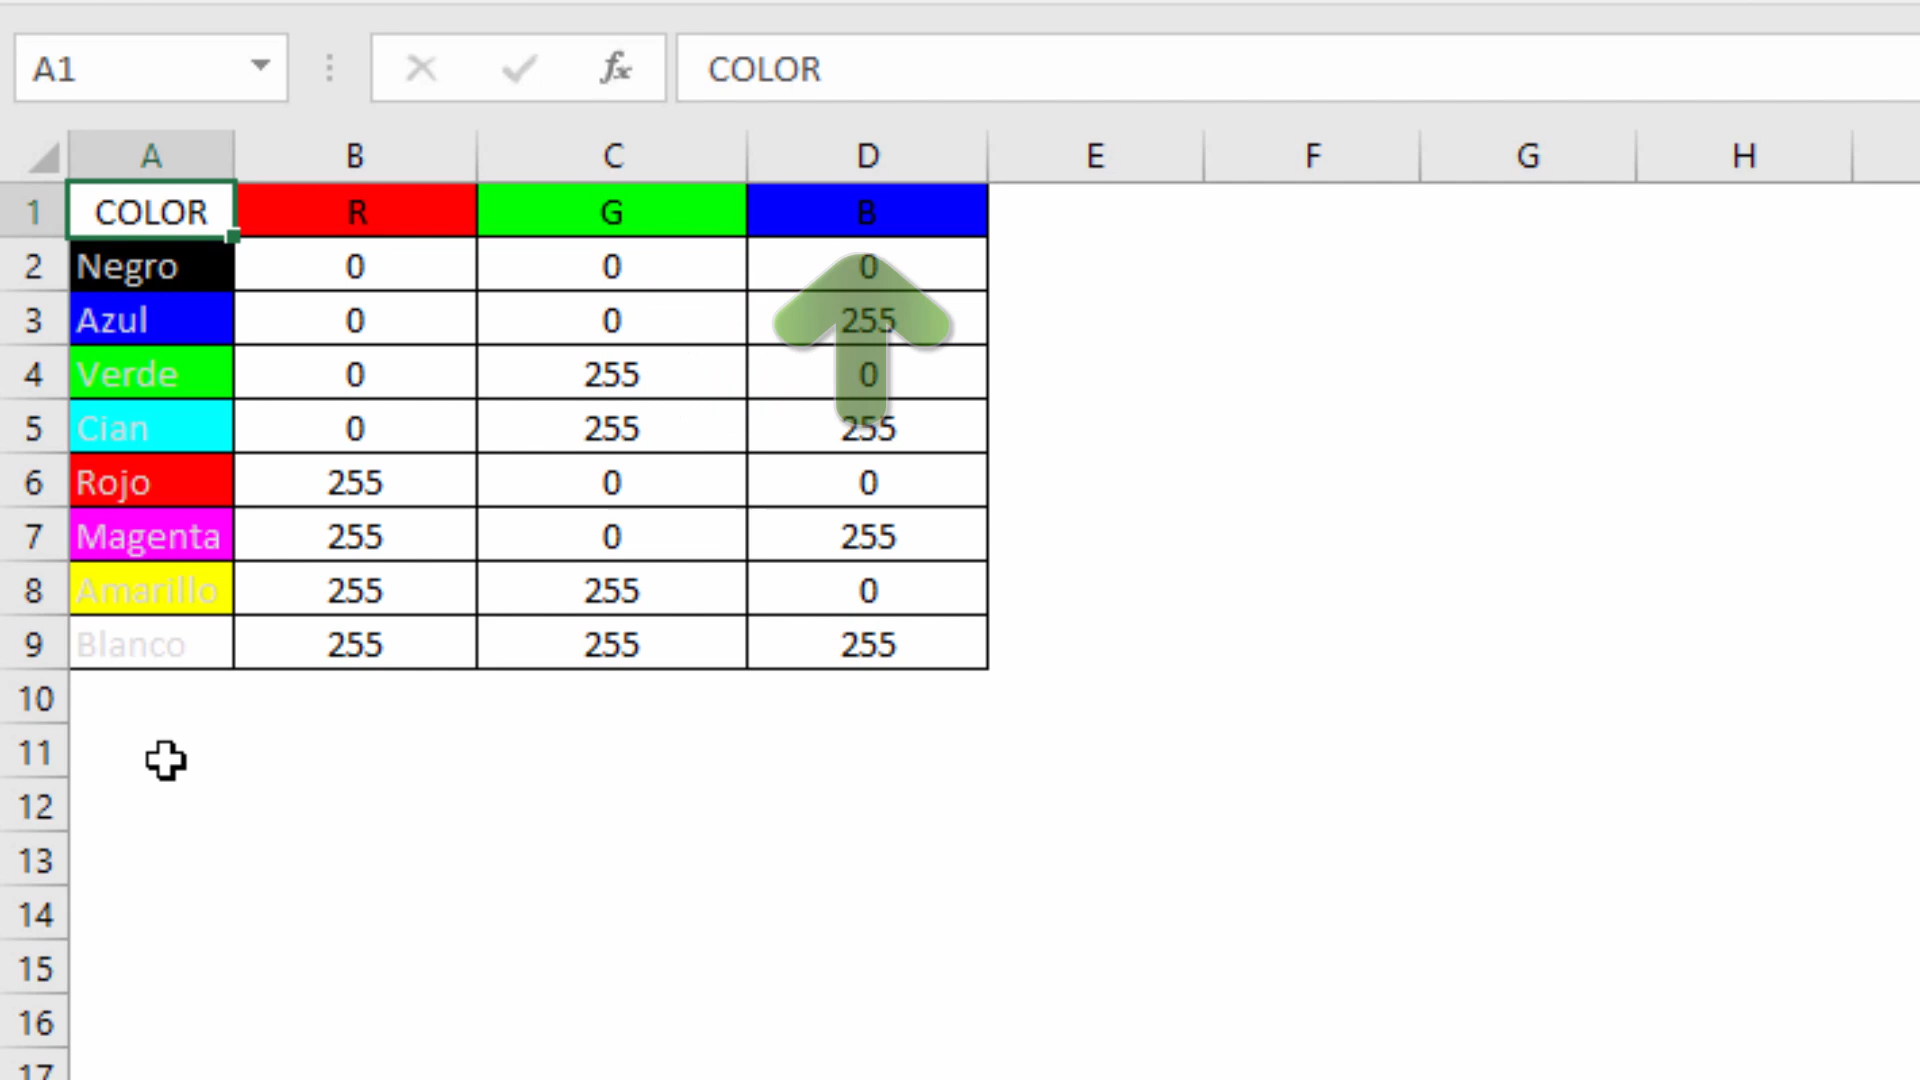 A1 fx COLOR
A B C D E F G H
1 COLOR R G B
2 Negro 0 0 0
3 Azul 0 0 255
4 Verde 0 255 0
5 Cian 0 255 255
6 Rojo 255 0 0
7 Magenta 255 0 255
8 Amarillo 255 255 0
9 Blanco 255 255 255
10
11
12
13
14
15
16
17